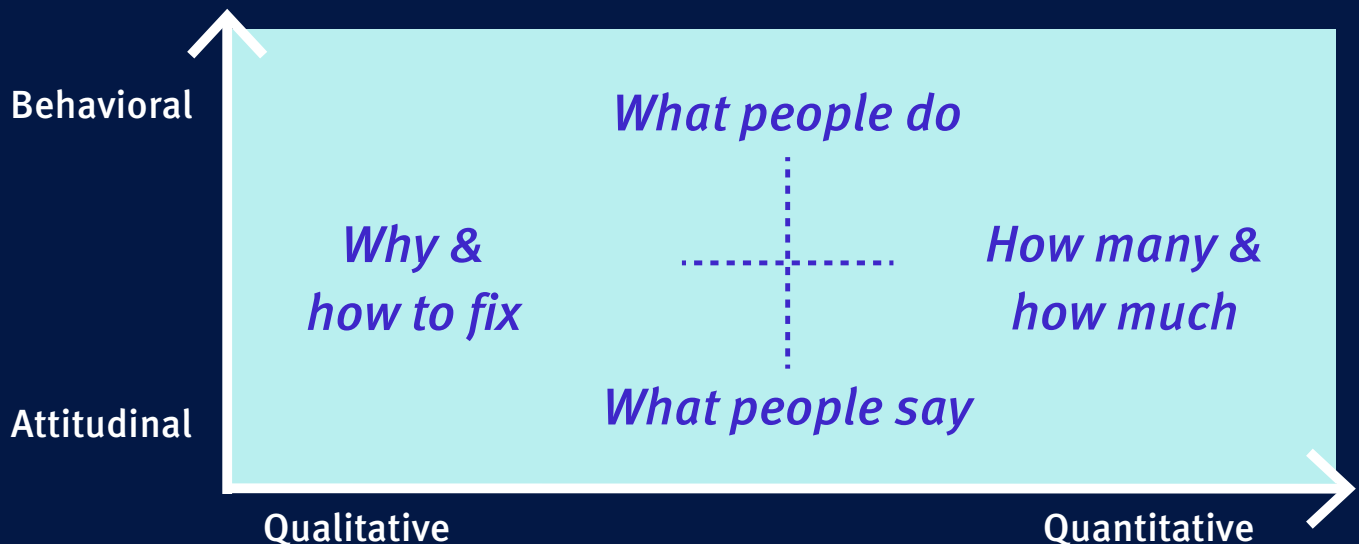 Behavioral
What people do
Why &
how to fix
How many &
how much
What people say
Attitudinal
Qualitative
Quantitative